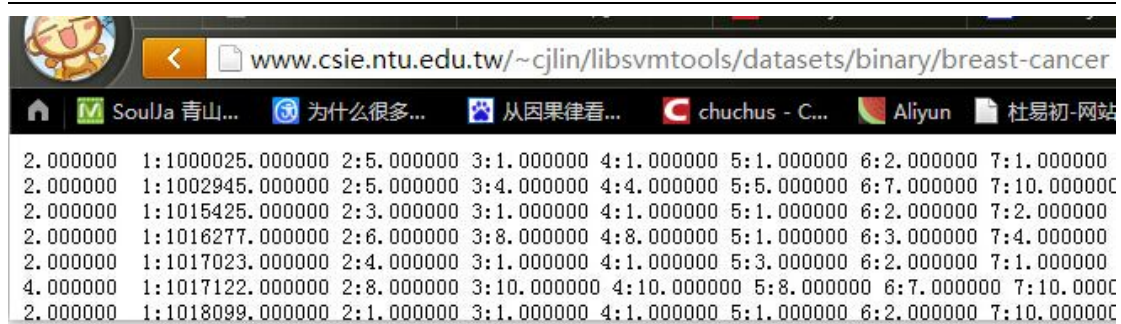 www.csie.ntu.edu.tw/~cjlin/libsvmtools/datasets/binary/breast-cancer
SoulJa 青山... 为什么很多... 从因果律看... chuchus - C... Aliyun 杜易初-网站
2.000000 1:1000025.000000 2:5.000000 3:1.000000 4:1.000000 5:1.000000 6:2.000000 7:1.000000
2.000000 1:1002945.000000 2:5.000000 3:4.000000 4:4.000000 5:5.000000 6:7.000000 7:10.000000
2.000000 1:1015425.000000 2:3.000000 3:1.000000 4:1.000000 5:1.000000 6:2.000000 7:2.000000
2.000000 1:1016277.000000 2:6.000000 3:8.000000 4:8.000000 5:1.000000 6:3.000000 7:4.000000
2.000000 1:1017023.000000 2:4.000000 3:1.000000 4:1.000000 5:3.000000 6:2.000000 7:1.000000
4.000000 1:1017122.000000 2:8.000000 3:10.000000 4:10.000000 5:8.000000 6:7.000000 7:10.0000
2.000000 1:1018099.000000 2:1.000000 3:1.000000 4:1.000000 5:1.000000 6:2.000000 7:10.000000